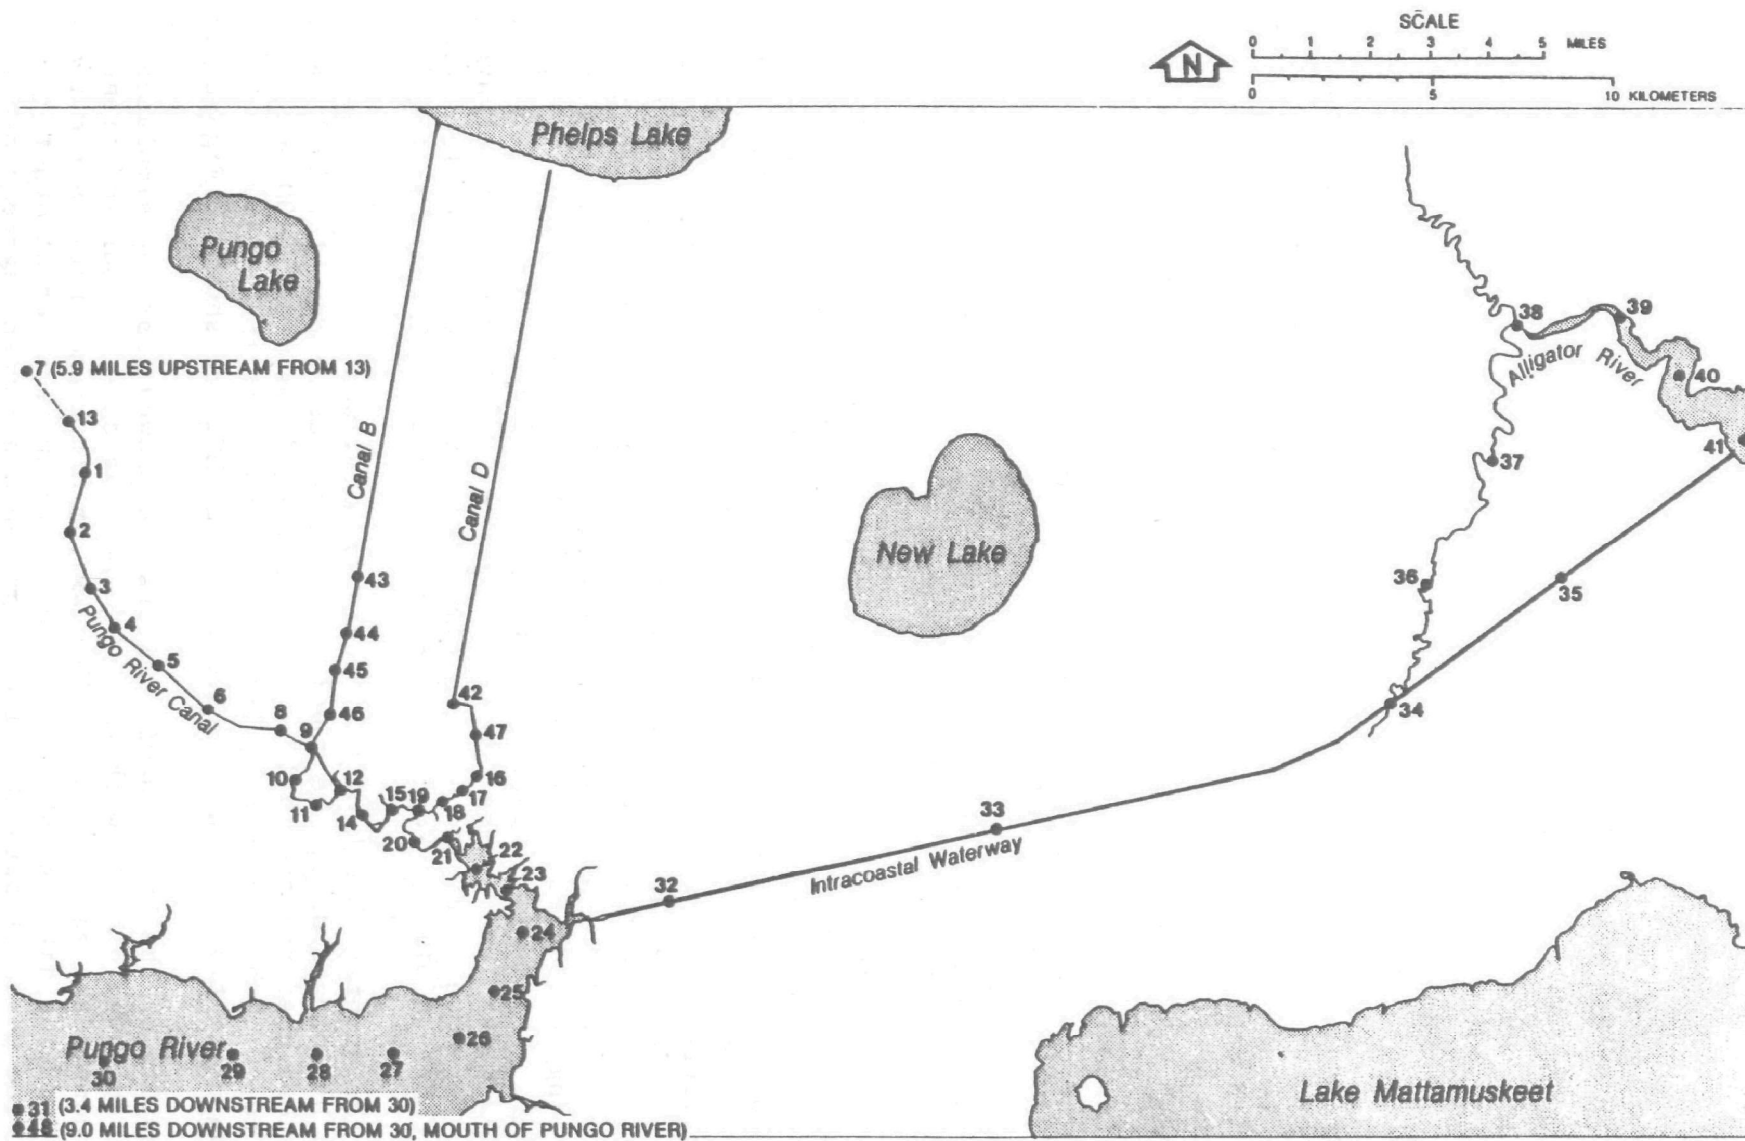 SCALE
0 1 2 3 4 5 MILES
N
0 5 10 KILOMETERS
Phelps Lake
Pungo
Lake
38
39
Alligator River
40
7 (5.9 MILES UPSTREAM FROM 13)
13
41
Canal B
1
37
Canal D
2
New Lake
43
36
35
3
4
44
Pungo River Canal
5
45
6
42
46
34
8
9
47
10
12
16
11
15
19
17
18
14
33
20
21
22
Intracoastal Waterway
23
32
24
25
26
Pungo River
30
29
28
27
Lake Mattamuskeet
31 (3.4 MILES DOWNSTREAM FROM 30)
48 (9.0 MILES DOWNSTREAM FROM 30, MOUTH OF PUNGO RIVER)